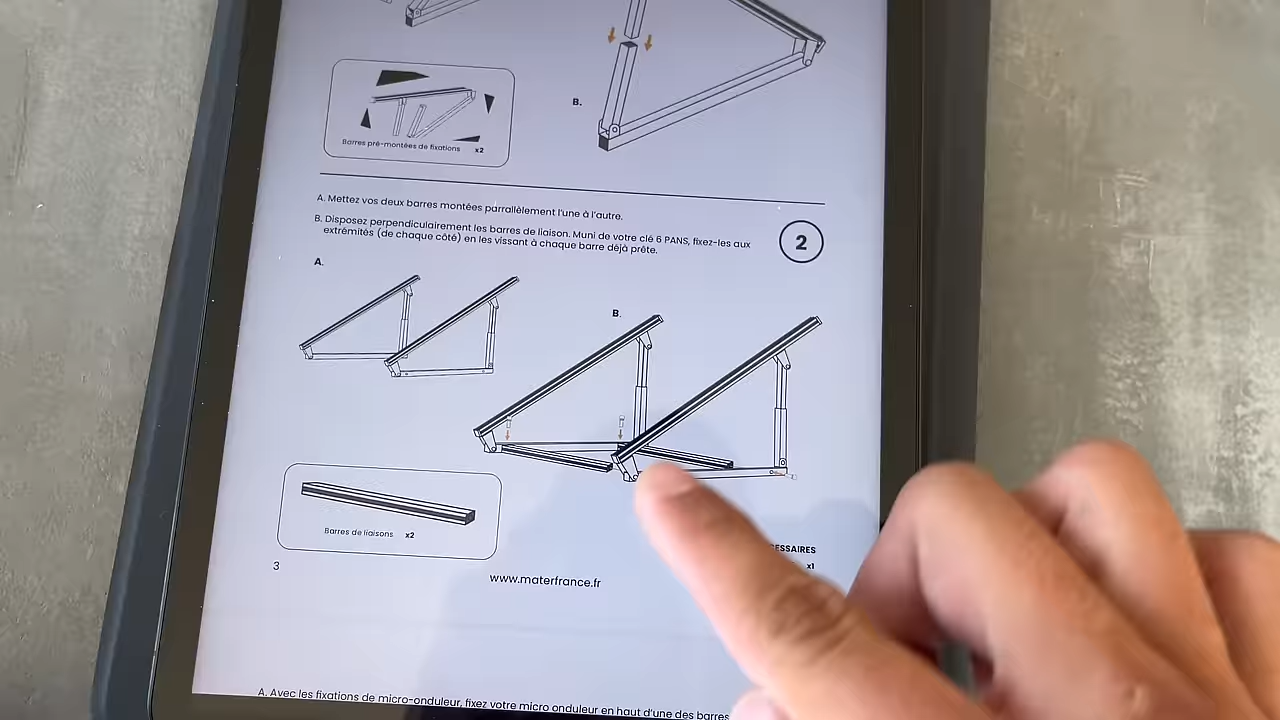 B.
Barres pré-montées de fixations x2
A. Mettez vos deux barres montées parrallèlement l'une à l'autre.
B. Disposez perpendiculairement les barres de liaison. Muni de votre clé 6 PANS, fixez-les aux
extrémités (de chaque côté) en les vissant à chaque barre déjà prête.
2
A.
B.
Barres de liaisons x2
x1
3
www.materfrance.fr
A. Avec les fixations de micro-onduleur, fixez votre micro onduleur en haut d'une des barres